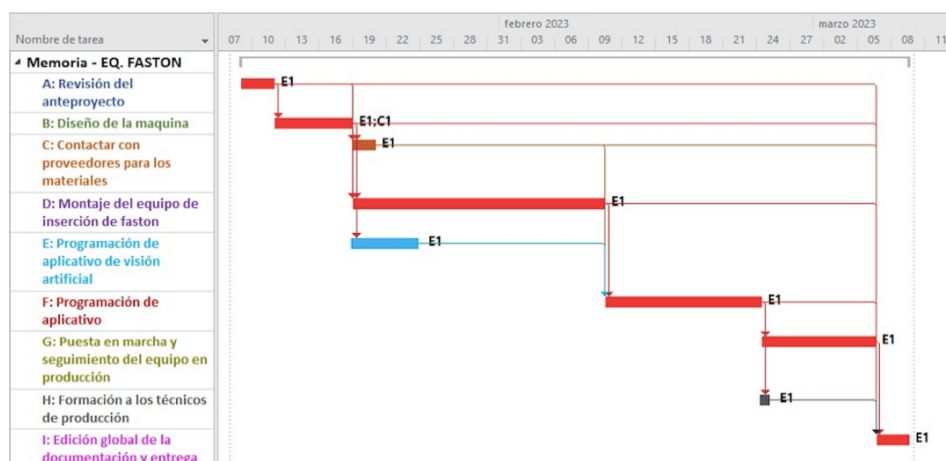 febrero 2023 marzo 2023
Nombre de tarea 07 10 13 16 19 22 25 28 31 03 06 09 12 15 18 21 24 27 02 05 08 11
Memoria - EQ. FASTON
A: Revisión del E1
anteproyecto
B: Diseño de la maquina E1;C1
C: Contactar con E1
proveedores para los
materiales
D: Montaje del equipo de E1
inserción de faston
E: Programación de E1
aplicativo de visión
artificial
F: Programación de E1
aplicativo
G: Puesta en marcha y E1
seguimiento del equipo en
producción
H: Formación a los técnicos E1
de producción
I: Edición global de la E1
documentación y entrega